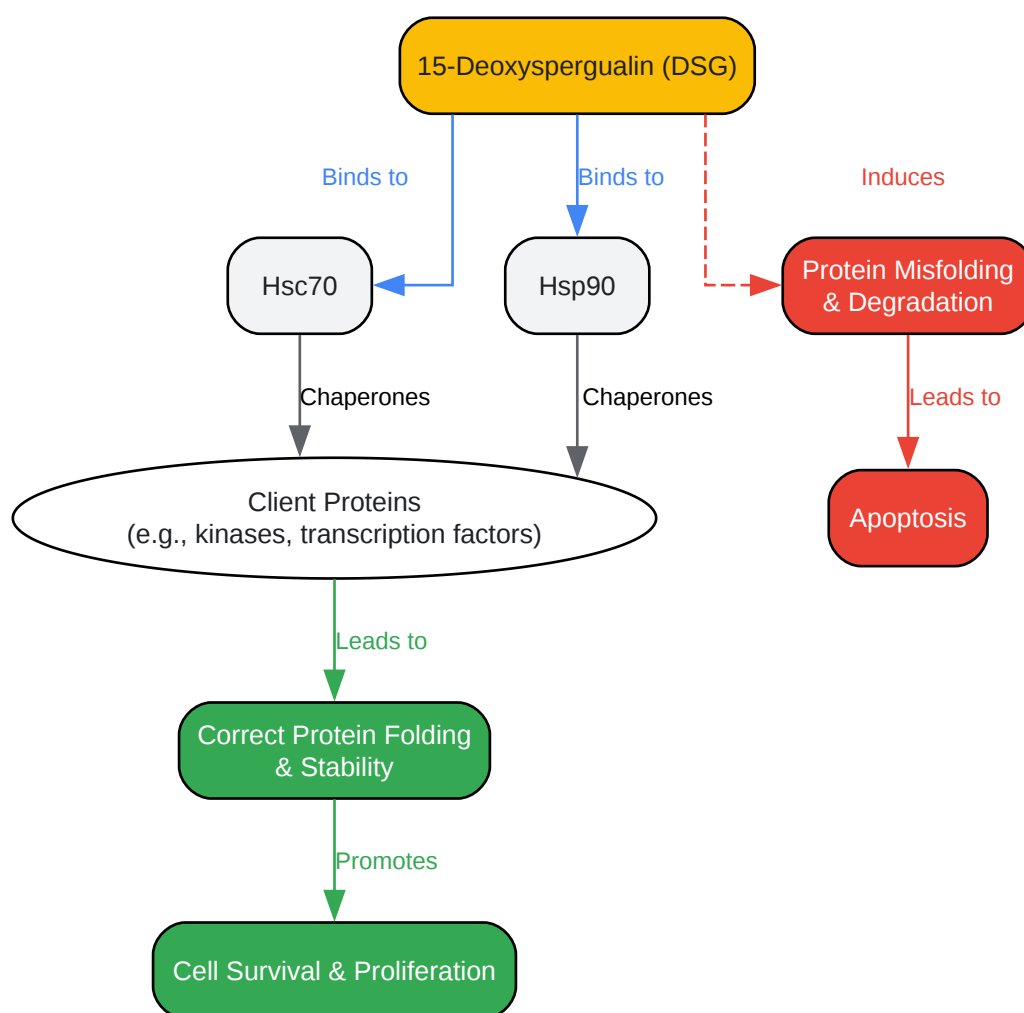 15-Deoxyspergualin (DSG)
Binds to
Binds to
Induces
Hsc70
Hsp90
Protein Misfolding
& Degradation
Chaperones
Chaperones
Leads to
Client Proteins
(e.g., kinases, transcription factors)
Apoptosis
Leads to
Correct Protein Folding
& Stability
Promotes
Cell Survival & Proliferation